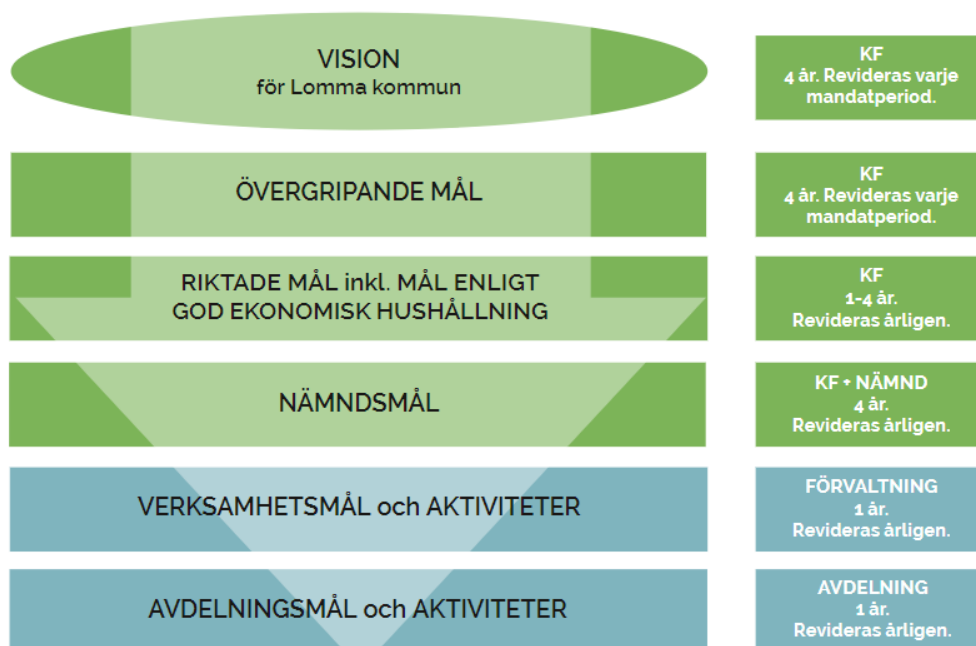 VISION
för Lomma kommun
KF
4 år. Revideras varje
mandatperiod.
ÖVERGRIPANDE MÅL
KF
4 år. Revideras varje
mandatperiod.
RIKTADE MÅL inkl. MÅL ENLIGT
GOD EKONOMISK HUSHÅLLNING
KF
1-4 år.
Revideras årligen.
NÄMNDSMÅL
KF + NÄMND
4 år.
Revideras årligen.
VERKSAMHETSMÅL och AKTIVITETER
FÖRVALTNING
1 år.
Revideras årligen.
AVDELNINGSMÅL och AKTIVITETER
AVDELNING
1 år.
Revideras årligen.